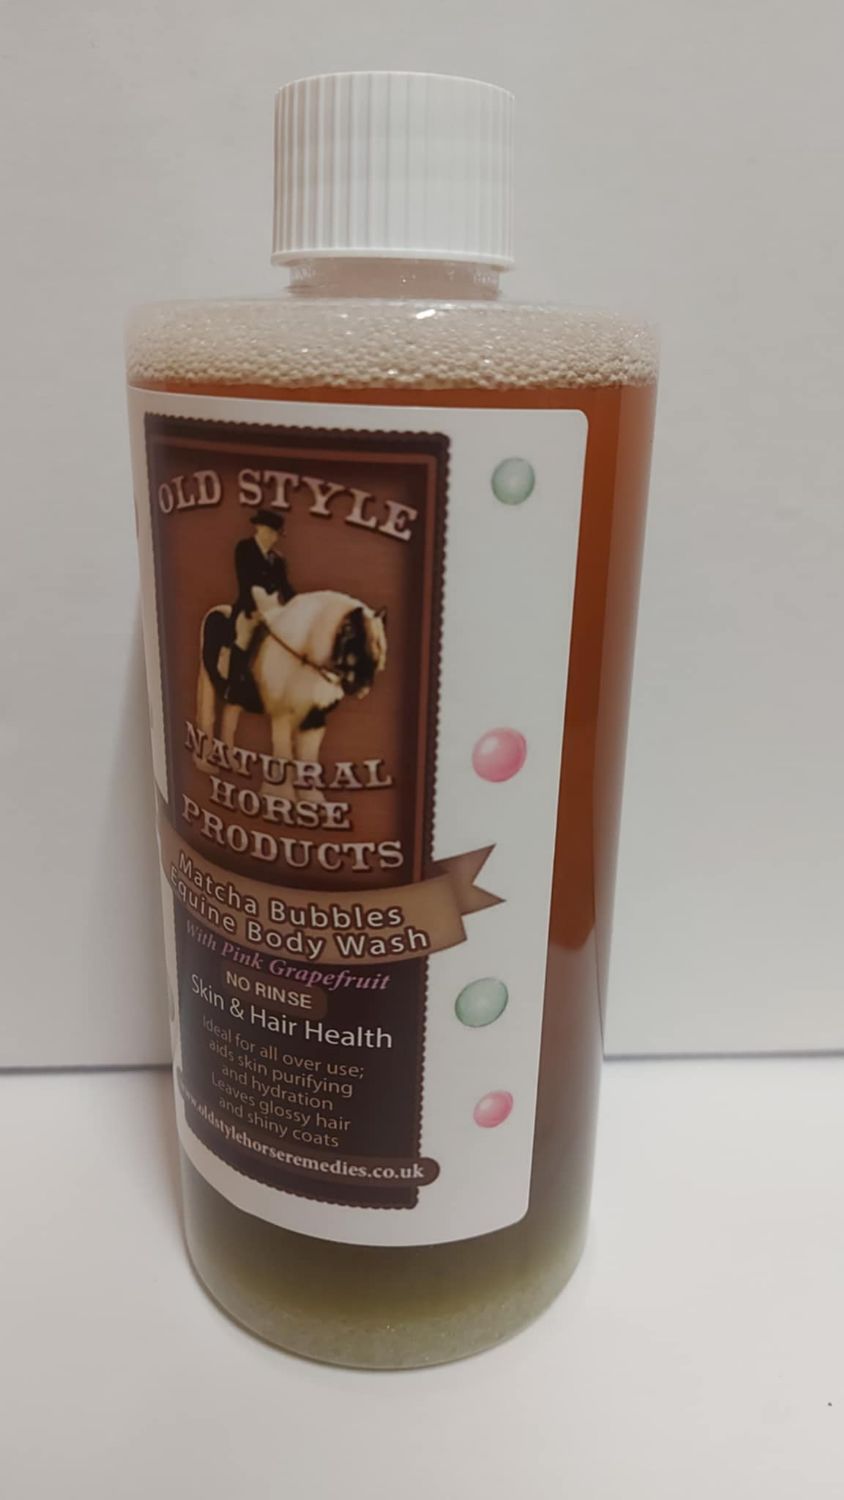 OLD STYLE
NATURAL
HORSE
PRODUCTS
Matcha Bubbles
Equine Body Wash
With Pink Grapefruit
NO RINSE
Skin & Hair Health
Ideal for all over use;
aids skin purifying
and hydration
Leaves glossy hair
and shiny coats
www.oldstylehorseremedies.co.uk